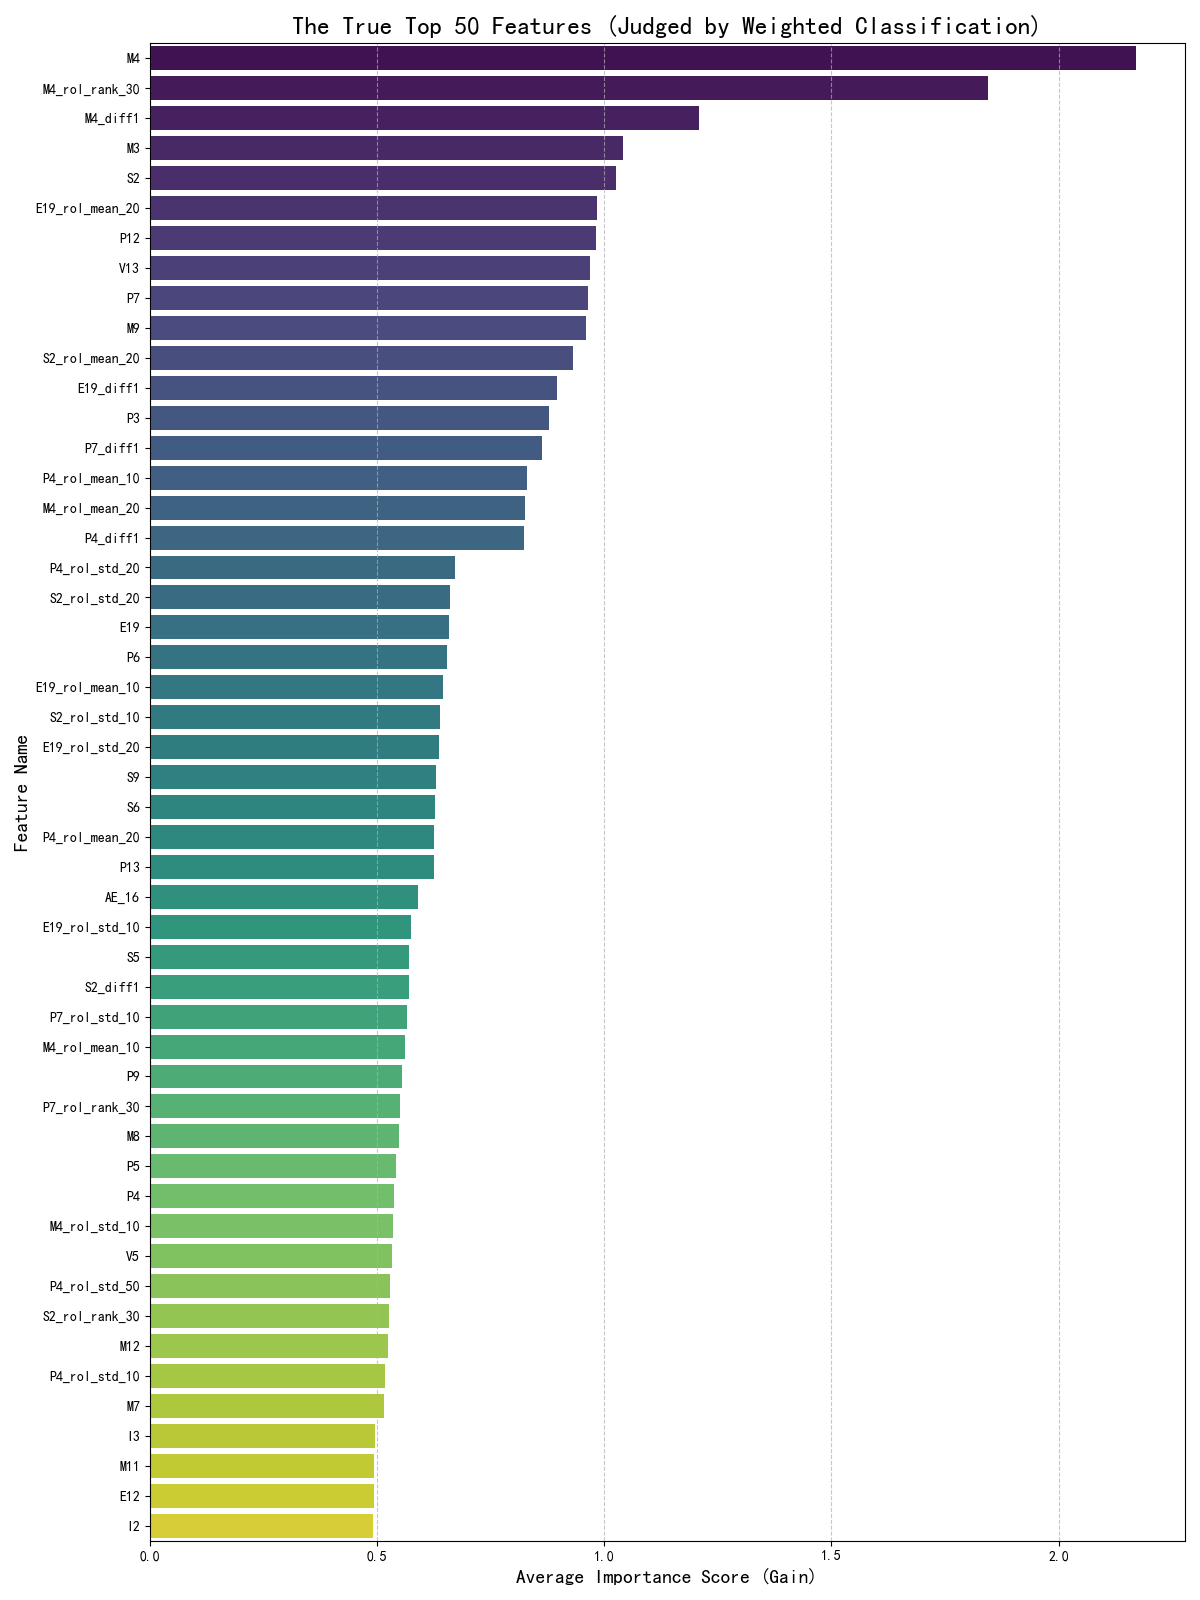 The True Top 50 Features (Judged by Weighted Classification)
M4
M4_rol_rank_30
M4_diff1
M3
S2
E19_rol_mean_20
P12
V13
P7
M9
S2_rol_mean_20
E19_diff1
P3
P7_diff1
P4_rol_mean_10
M4_rol_mean_20
P4_diff1
P4_rol_std_20
S2_rol_std_20
E19
P6
E19_rol_mean_10
S2_rol_std_10
E19_rol_std_20
S9
S6
P4_rol_mean_20
P13
AE_16
E19_rol_std_10
S5
S2_diff1
P7_rol_std_10
M4_rol_mean_10
P9
P7_rol_rank_30
M8
P5
P4
M4_rol_std_10
V5
P4_rol_std_50
S2_rol_rank_30
M12
P4_rol_std_10
M7
I3
M11
E12
I2
Feature Name
0.0 0.5 1.0 1.5 2.0
Average Importance Score (Gain)